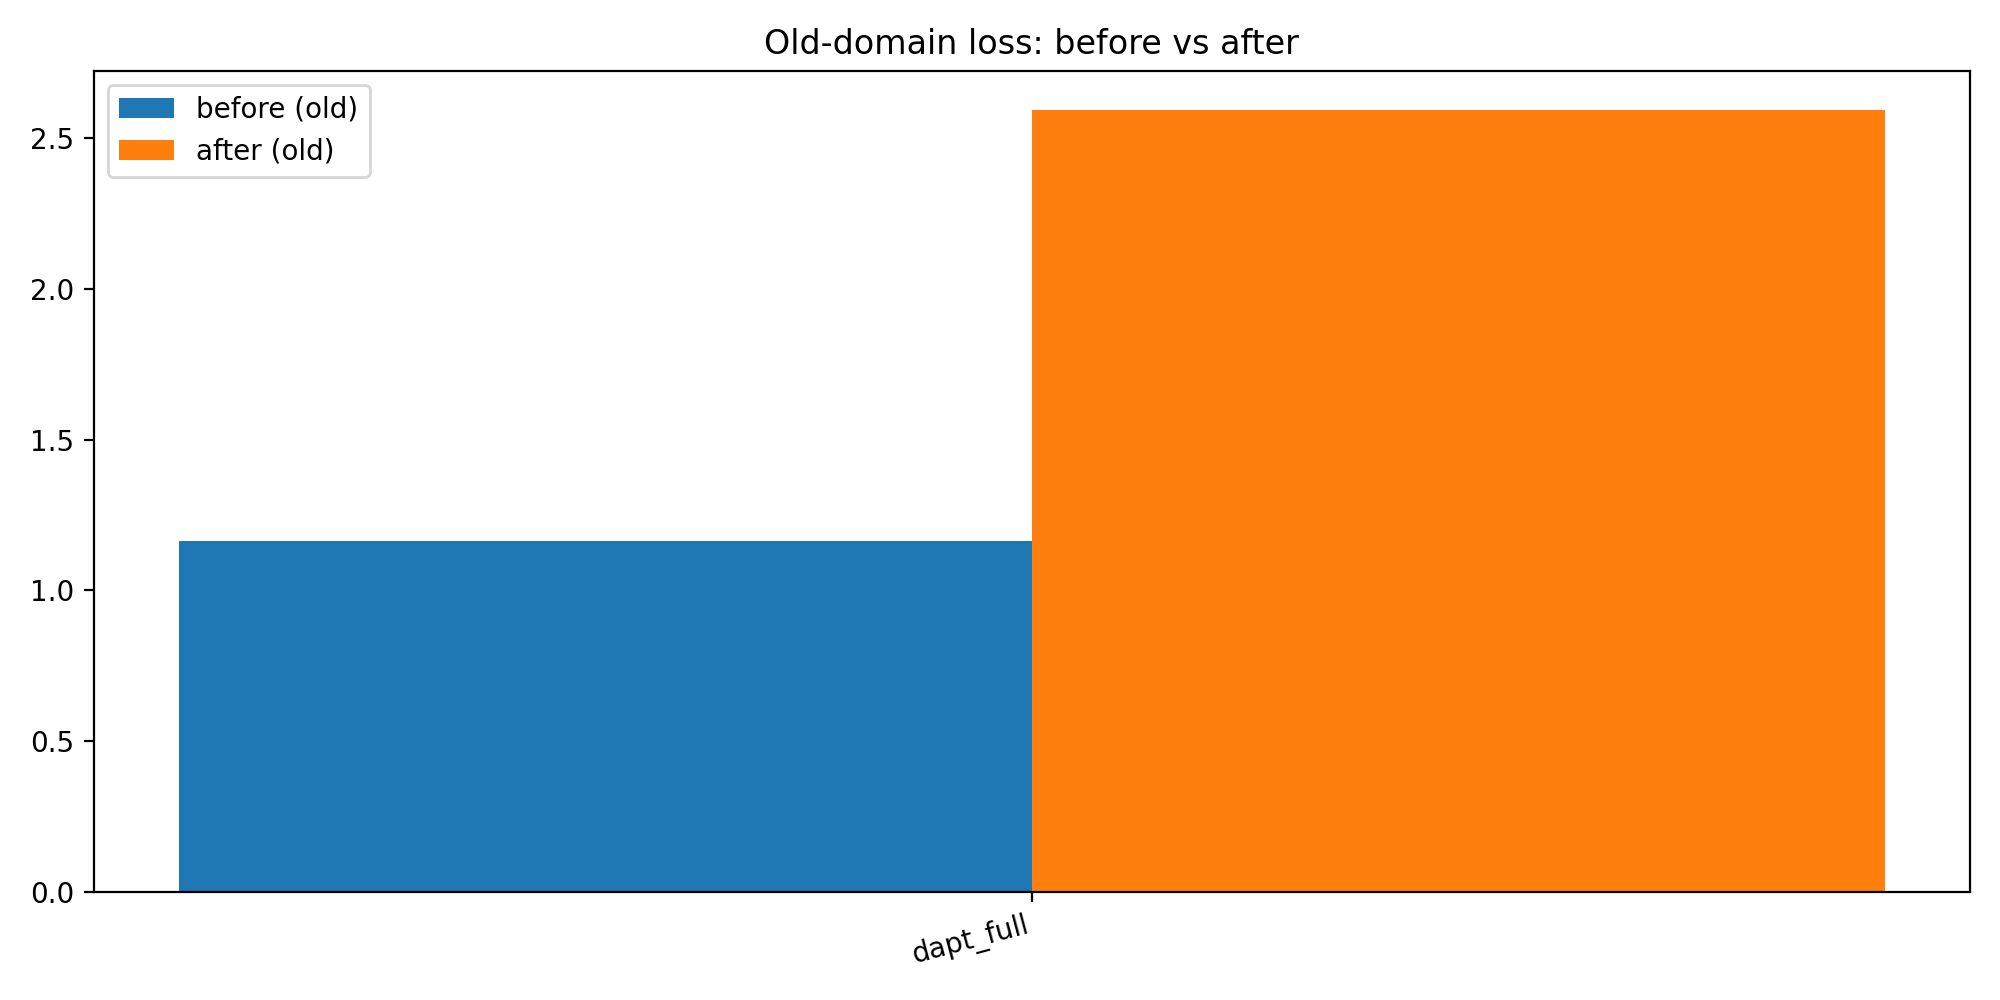 Old-domain loss: before vs after
before (old)
after (old)
2.5
2.0
1.5
1.0
0.5
0.0
dapt_full